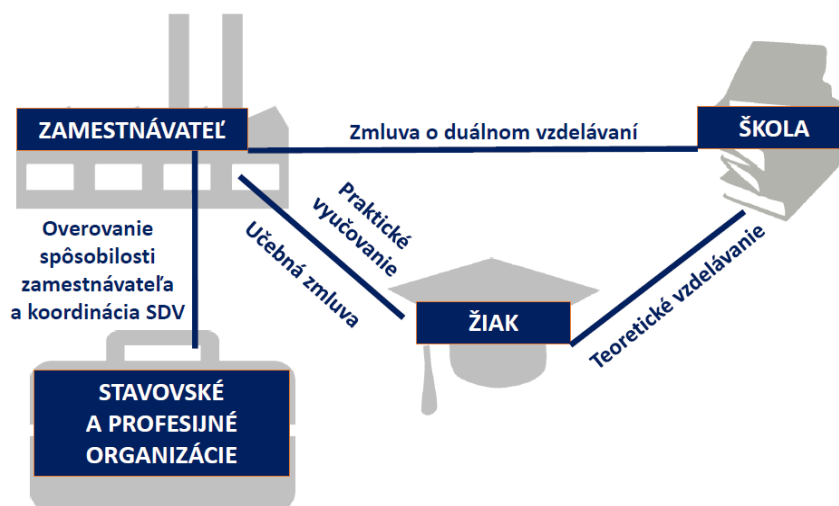 ZAMESTNÁVATEĽ
Zmluva o duálnom vzdelávaní
ŠKOLA
Overovanie
spôsobilosti
zamestnávateľa
a koordinácia SDV
Praktické
vyučovanie
Učebná zmluva
ŽIAK
Teoretické vzdelávanie
STAVOVSKÉ
A PROFESIJNÉ
ORGANIZÁCIE